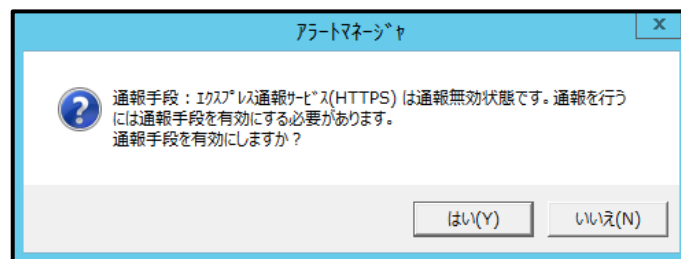 ｱﾗｰﾄﾏﾈｰｼﾞｬ
x
通報手段：ｴｸｽﾌﾟﾚｽ通報ｻｰﾋﾞｽ(HTTPS) は通報無効状態です。通報を行う
には通報手段を有効にする必要があります。
通報手段を有効にしますか？
はい(Y)
いいえ(N)